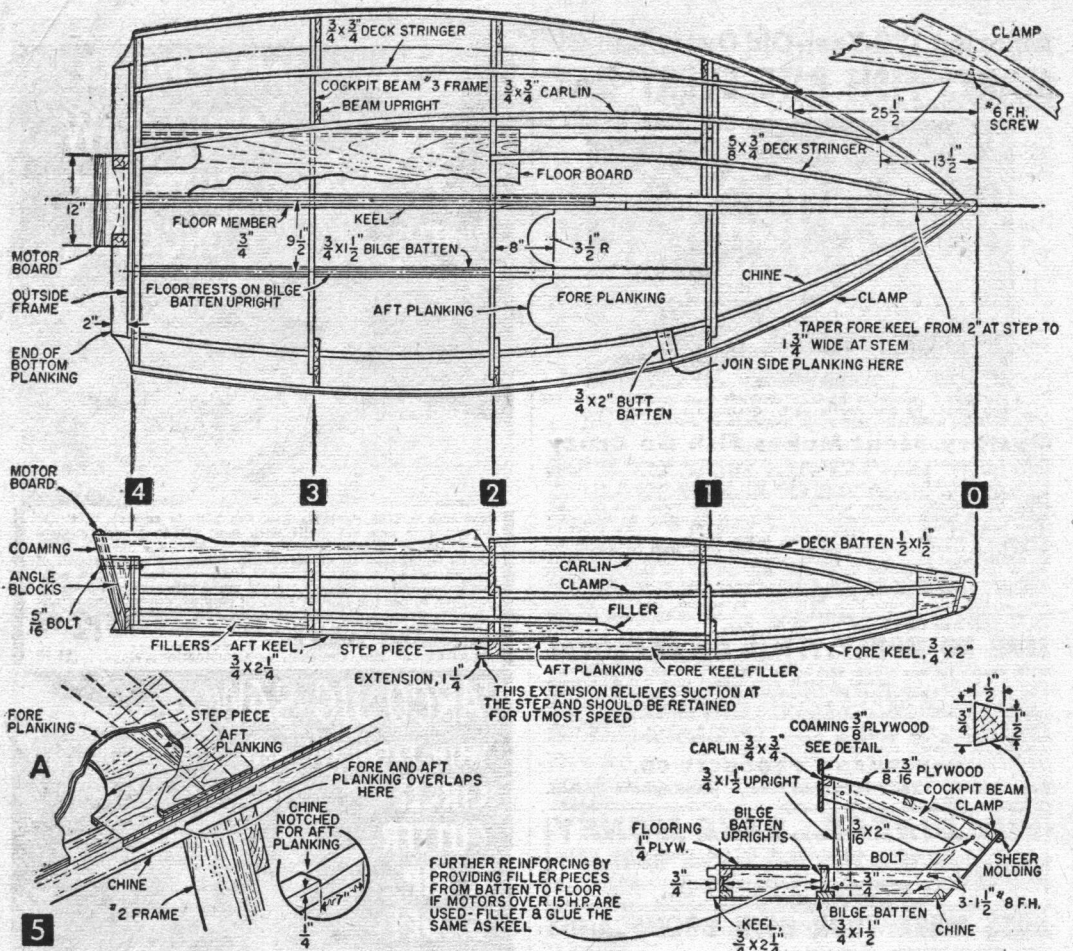 3/4 x 3/4" DECK STRINGER
COCKPIT BEAM #3 FRAME
BEAM UPRIGHT
3/4 x 3/4" CARLIN
CLAMP
25 1/2"
#6 F.H.
SCREW
5/8 x 3/4" DECK STRINGER
13 1/2"
FLOOR BOARD
12"
FLOOR MEMBER
3/4"
KEEL
9 1/2"
3/4 x 1 1/2" BILGE BATTEN
8"
3 1/2" R
MOTOR
BOARD
OUTSIDE
FRAME
FLOOR RESTS ON BILGE
BATTEN UPRIGHT
AFT PLANKING
FORE PLANKING
CHINE
CLAMP
2"
END OF
BOTTOM
PLANKING
TAPER FORE KEEL FROM 2" AT STEP TO
1 3/4" WIDE AT STEM
JOIN SIDE PLANKING HERE
3/4 x 2" BUTT
BATTEN
MOTOR
BOARD
4
3
2
1
0
COAMING
ANGLE
BLOCKS
5/16" BOLT
DECK BATTEN 1/2 x 1 1/2"
CARLIN
CLAMP
FILLER
FILLERS
AFT KEEL,
3/4 x 2 1/4"
STEP PIECE
AFT PLANKING
FORE KEEL FILLER
FORE KEEL, 3/4 x 2"
EXTENSION, 1 1/4"
THIS EXTENSION RELIEVES SUCTION AT
THE STEP AND SHOULD BE RETAINED
FOR UTMOST SPEED
A
FORE
PLANKING
STEP PIECE
AFT
PLANKING
FORE AND AFT
PLANKING OVERLAPS
HERE
CHINE
NOTCHED
FOR AFT
PLANKING
7"
1/4"
CHINE
#2 FRAME
5
FURTHER REINFORCING BY
PROVIDING FILLER PIECES
FROM BATTEN TO FLOOR
IF MOTORS OVER 15 H.P. ARE
USED - FILLET & GLUE THE
SAME AS KEEL
1/2"
3/4"
1/2"
COAMING 3/8" PLYWOOD
SEE DETAIL
CARLIN 3/4 x 3/4"
1/8 - 3/16" PLYWOOD
COCKPIT BEAM
CLAMP
3/4 x 1 1/2" UPRIGHT
BILGE
BATTEN
UPRIGHTS
3/16 x 2"
BOLT
FLOORING
1/4" PLYW.
SHEER
MOLDING
3/4"
3/4"
3 - 1 1/2" #8 F.H.
KEEL,
3/4 x 2 1/4"
BILGE BATTEN
3/4 x 1 1/2"
CHINE